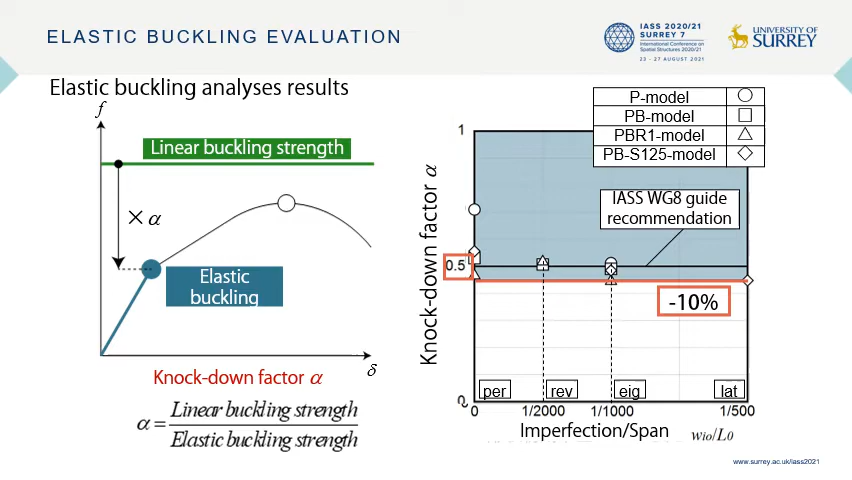 ELASTIC BUCKLING EVALUATION
IASS 2020/21
SURREY 7
International Conference on
Spatial Structures 2020/21
23 - 27 AUGUST 2021
UNIVERSITY OF
SURREY
Elastic buckling analyses results
f
Linear buckling strength
× α
Elastic
buckling
δ
Knock-down factor α
α = Linear buckling strength
Elastic buckling strength
P-model
PB-model
PBR1-model
PB-S125-model
Knock-down factor α
1
IASS WG8 guide
recommendation
0.5
-10%
per rev eig lat
0
0 1/2000 1/1000 1/500
Imperfection/Span wio/L0
www.surrey.ac.uk/iass2021